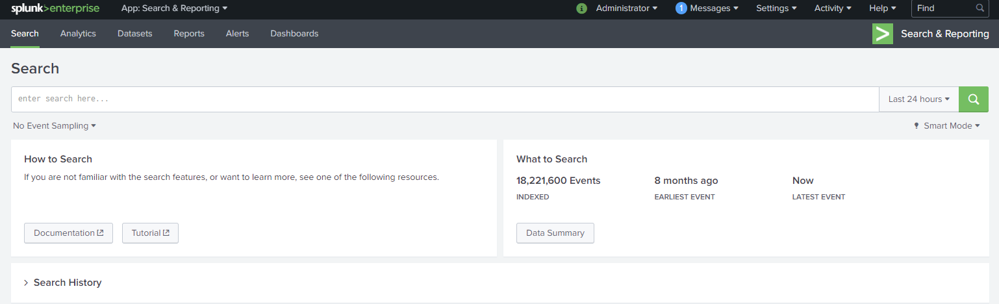 splunk>enterprise App: Search & Reporting i Administrator 1 Messages Settings Activity Help Find
Search Analytics Datasets Reports Alerts Dashboards > Search & Reporting
Search
enter search here... Last 24 hours
No Event Sampling Smart Mode
How to Search What to Search
If you are not familiar with the search features, or want to learn more, see one of the following resources. 18,221,600 Events 8 months ago Now
INDEXED EARLIEST EVENT LATEST EVENT
Documentation Tutorial Data Summary
> Search History